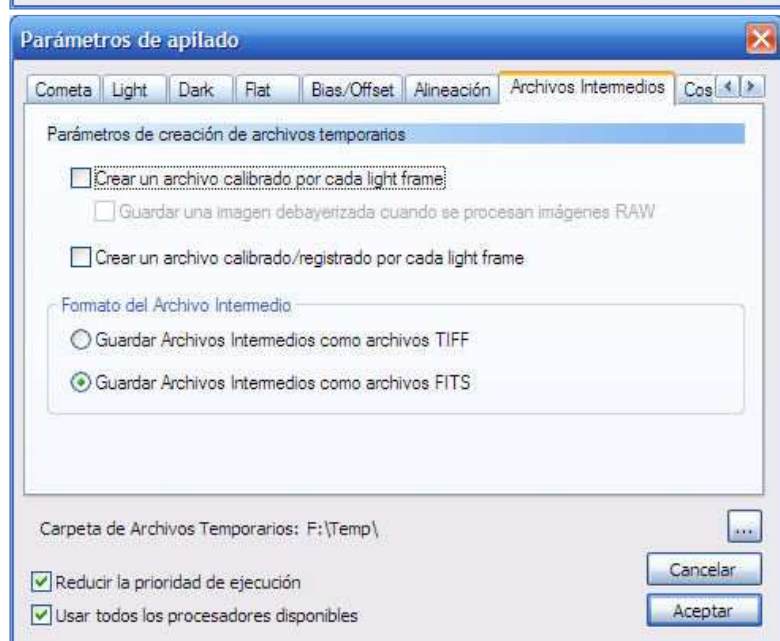 Parámetros de apilado
Cometa Light Dark Flat Bias/Offset Alineación Archivos Intermedios Cos
Parámetros de creación de archivos temporarios
Crear un archivo calibrado por cada light frame
Guardar una imagen debayerizada cuando se procesan imágenes RAW
Crear un archivo calibrado/registrado por cada light frame
Formato del Archivo Intermedio
Guardar Archivos Intermedios como archivos TIFF
Guardar Archivos Intermedios como archivos FITS
Carpeta de Archivos Temporarios: F:\Temp\ ...
Reducir la prioridad de ejecución Cancelar
Usar todos los procesadores disponibles Aceptar